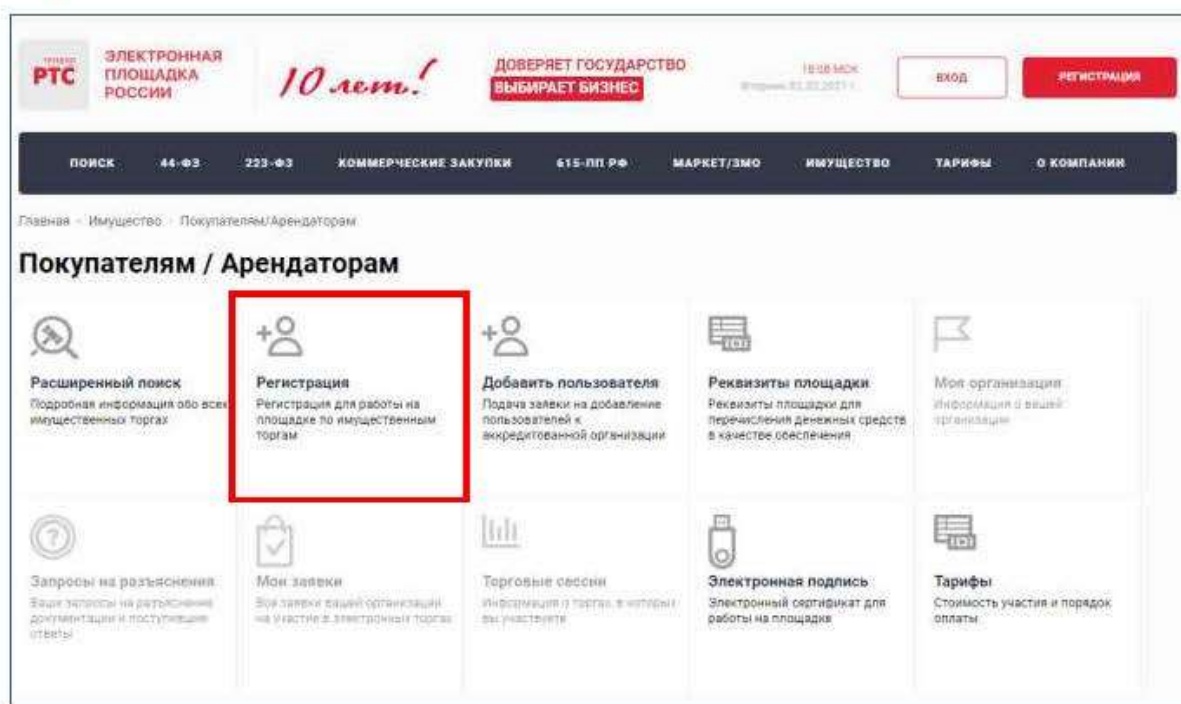 тендер
РТС
ЭЛЕКТРОННАЯ
ПЛОЩАДКА
РОССИИ
10 лет!
ДОВЕРЯЕТ ГОСУДАРСТВО
ВЫБИРАЕТ БИЗНЕС
ВХОД
РЕГИСТРАЦИЯ
ПОИСК 44-ФЗ 223-ФЗ КОММЕРЧЕСКИЕ ЗАКУПКИ 615-ПП РФ МАРКЕТ/ЗМО ИМУЩЕСТВО ТАРИФЫ О КОМПАНИИ
Главная - Имущество - Покупателям/Арендаторам
Покупателям / Арендаторам
Расширенный поиск
Подробная информация обо всех
имущественных торгах
Регистрация
Регистрация для работы на
площадке по имущественным
торгам
Добавить пользователя
Подача заявки на добавление
пользователей к
аккредитованной организации
Реквизиты площадки
Реквизиты площадки для
перечисления денежных средств
в качестве обеспечения
Моя организация
Информация о вашей
организации
Запросы на разъяснения
Ваши запросы на разъяснение
документации и поступившие
ответы
Мои заявки
Все заявки вашей организации
на участие в электронных торгах
Торговые сессии
Информация о торгах, в которых
вы участвуете
Электронная подпись
Электронный сертификат для
работы на площадке
Тарифы
Стоимость участия и порядок
оплаты